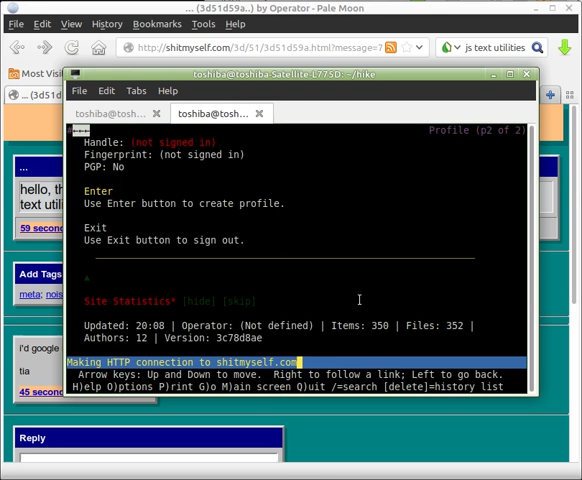 ... (3d51d59a..) by Operator - Pale Moon
File Edit View History Bookmarks Tools Help
http://shitmyself.com/3d/51/3d51d59a.html?message=7
js text utilities
Most Visi
toshiba@toshiba-Satellite-L775D: ~/hike
File Edit Tabs Help
... (3d51d59a..)
toshiba@tosh...
toshiba@tosh...
Profile (p2 of 2)
Handle: (not signed in)
Fingerprint: (not signed in)
PGP: No
Enter
Use Enter button to create profile.
Exit
Use Exit button to sign out.
Site Statistics* [hide] [skip]
Updated: 20:08 | Operator: (Not defined) | Items: 350 | Files: 352 |
Authors: 12 | Version: 3c78d8ae
Making HTTP connection to shitmyself.com
Arrow keys: Up and Down to move. Right to follow a link; Left to go back.
H)elp O)ptions P)rint G)o M)ain screen Q)uit /=search [delete]=history list
...
hello, th
text utili
59 second
Add Tags
meta; nois
i'd google
tia
45 second
Reply